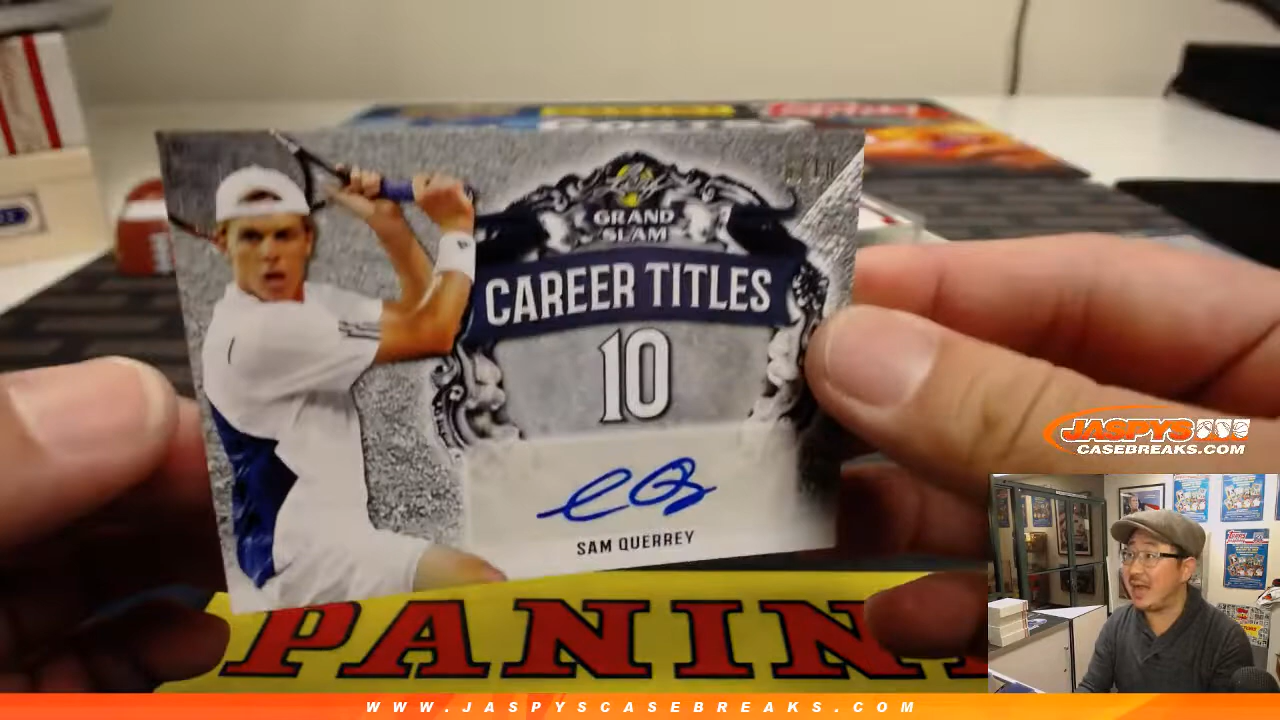 GRAND
SLAM
CAREER TITLES
10
SAM QUERREY
PANINI
JASPYS
CASEBREAKS.COM
WWW.JASPYSCASEBREAKS.COM